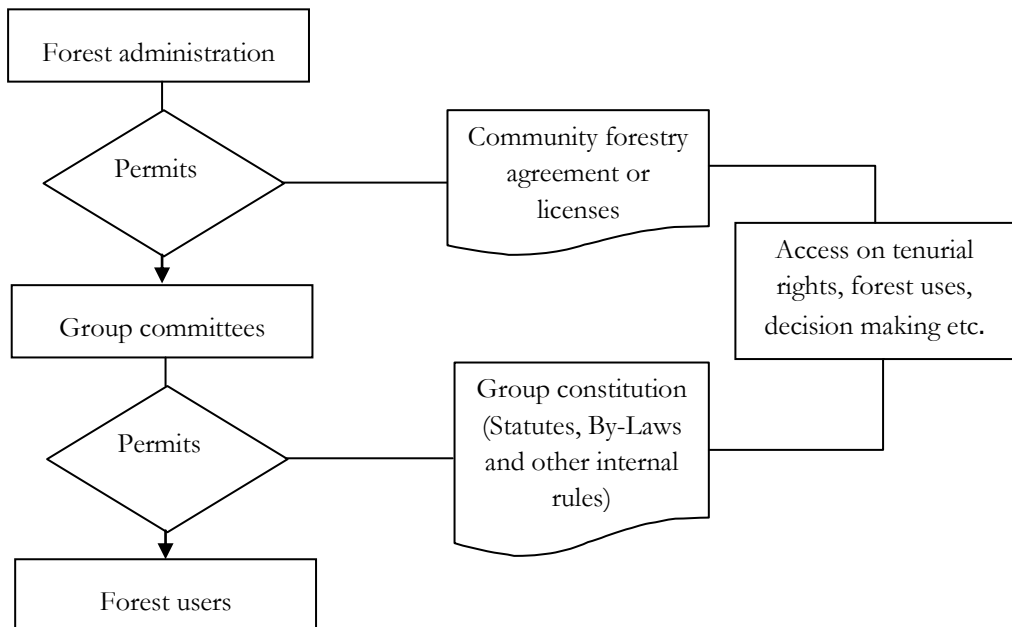 Forest administration
Permits
Community forestry
agreement or
licenses
Access on tenurial
rights, forest uses,
decision making etc.
Group committees
Permits
Group constitution
(Statutes, By-Laws
and other internal
rules)
Forest users